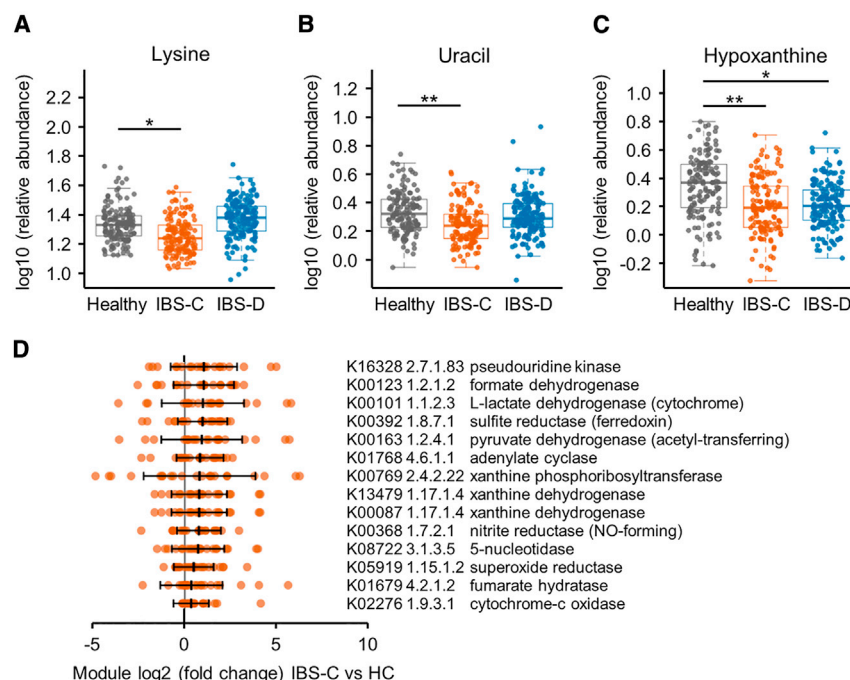 A
B
C
Lysine
Uracil
Hypoxanthine
log10 (relative abundance)
2.2
2.0
1.8
1.6
1.4
1.2
1.0
*
Healthy IBS-C IBS-D
log10 (relative abundance)
1.2
1.0
0.8
0.6
0.4
0.2
0.0
**
Healthy IBS-C IBS-D
log10 (relative abundance)
1.0
0.8
0.6
0.4
0.2
0.0
-0.2
*
**
Healthy IBS-C IBS-D
D
K16328 2.7.1.83 pseudouridine kinase
K00123 1.2.1.2 formate dehydrogenase
K00101 1.1.2.3 L-lactate dehydrogenase (cytochrome)
K00392 1.8.7.1 sulfite reductase (ferredoxin)
K00163 1.2.4.1 pyruvate dehydrogenase (acetyl-transferring)
K01768 4.6.1.1 adenylate cyclase
K00769 2.4.2.22 xanthine phosphoribosyltransferase
K13479 1.17.1.4 xanthine dehydrogenase
K00087 1.17.1.4 xanthine dehydrogenase
K00368 1.7.2.1 nitrite reductase (NO-forming)
K08722 3.1.3.5 5-nucleotidase
K05919 1.15.1.2 superoxide reductase
K01679 4.2.1.2 fumarate hydratase
K02276 1.9.3.1 cytochrome-c oxidase
-5 0 5 10
Module log2 (fold change) IBS-C vs HC